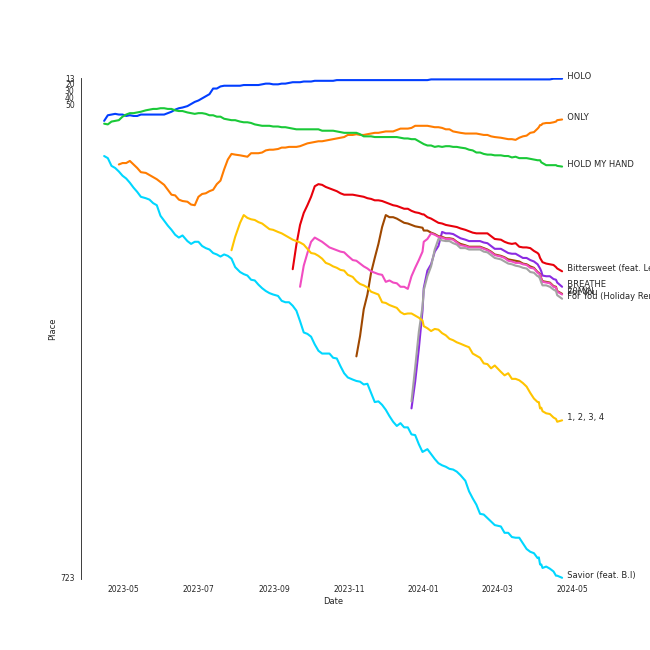 13
20
30
40
50
723
Place
HOLO
ONLY
HOLD MY HAND
Bittersweet (feat. Le
BREATHE
For You (Holiday Rem
1, 2, 3, 4
Savior (feat. B.I)
2023-05
2023-07
2023-09
2023-11
2024-01
2024-03
2024-05
Date